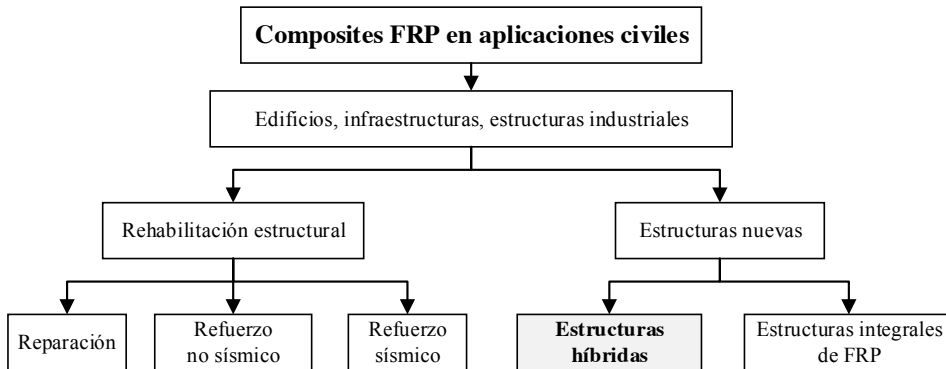 Composites FRP en aplicaciones civiles
Edificios, infraestructuras, estructuras industriales
Rehabilitación estructural
Estructuras nuevas
Reparación
Refuerzo
no sísmico
Refuerzo
sísmico
Estructuras
híbridas
Estructuras integrales
de FRP